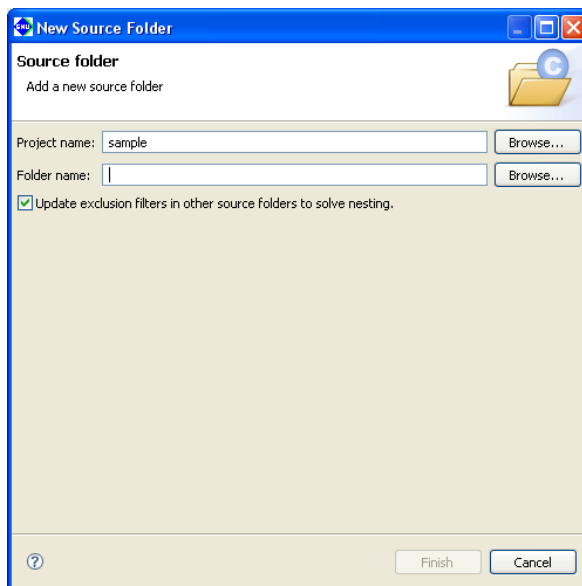 GNU New Source Folder
Source folder
Add a new source folder
C
Project name: sample Browse...
Folder name: Browse...
Update exclusion filters in other source folders to solve nesting.
? Finish Cancel